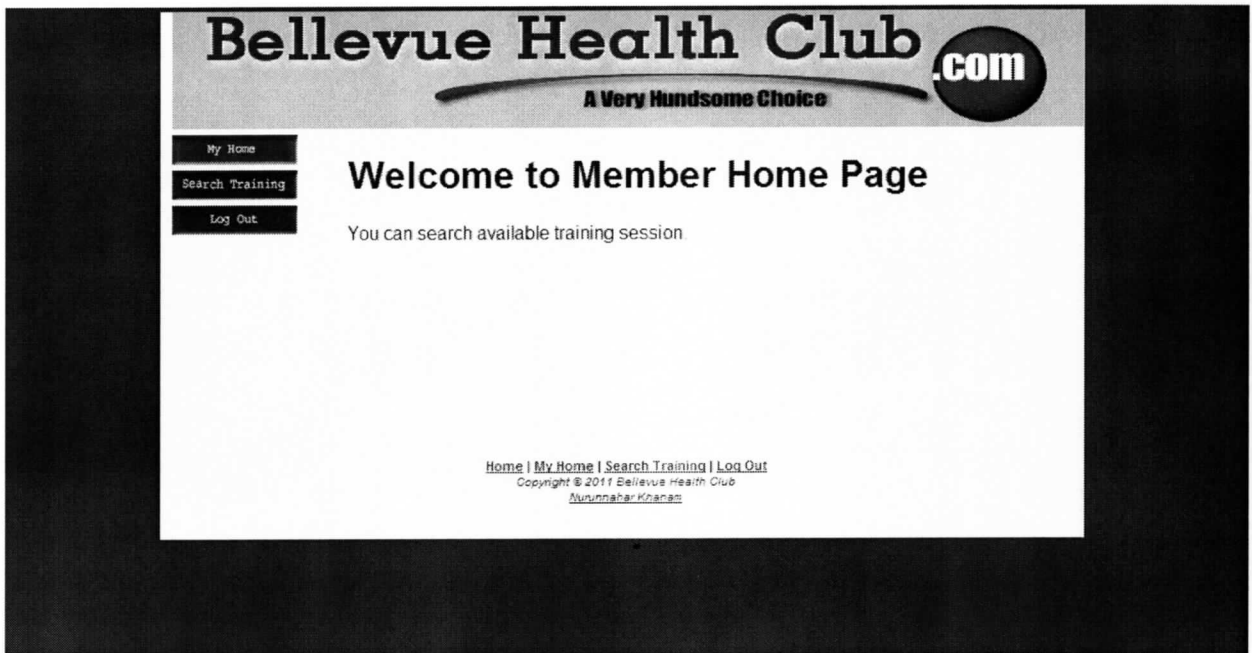 Bellevue Health Club .com
A Very Hundsome Choice
My Home
Search Training
Log Out
Welcome to Member Home Page
You can search available training session
Home | My Home | Search Training | Log Out
Copyright © 2011 Bellevue Health Club
Nurunnahar Khanam